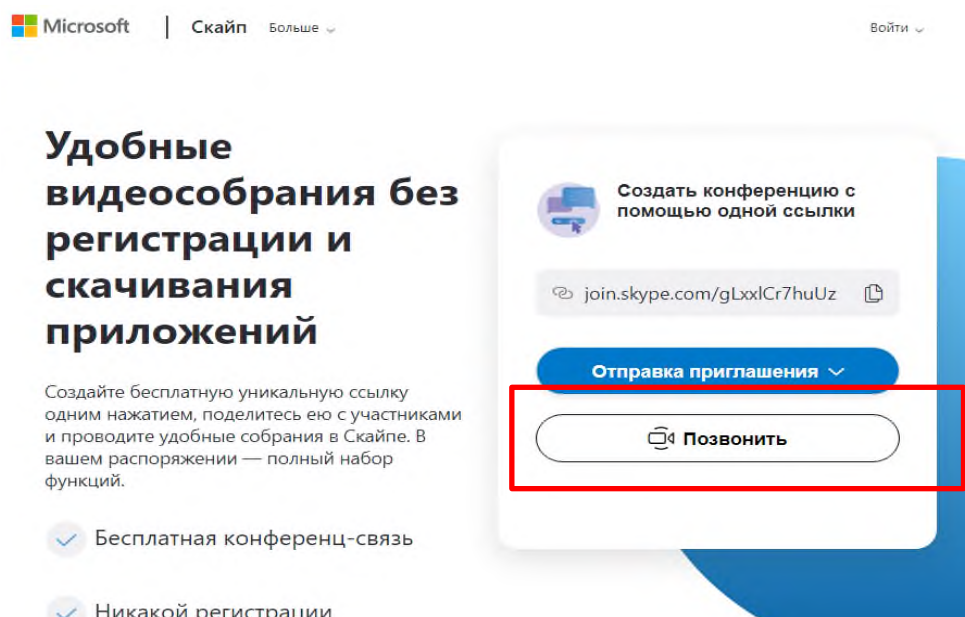 Microsoft | Скайп Больше
Войти
Удобные
видеособрания без
регистрации и
скачивания
приложений
Создайте бесплатную уникальную ссылку
одним нажатием, поделитесь ею с участниками
и проводите удобные собрания в Скайпе. В
вашем распоряжении — полный набор
функций.
Бесплатная конференц-связь
Никакой регистрации
Создать конференцию с
помощью одной ссылки
join.skype.com/gLxxlCr7huUz
Отправка приглашения
Позвонить